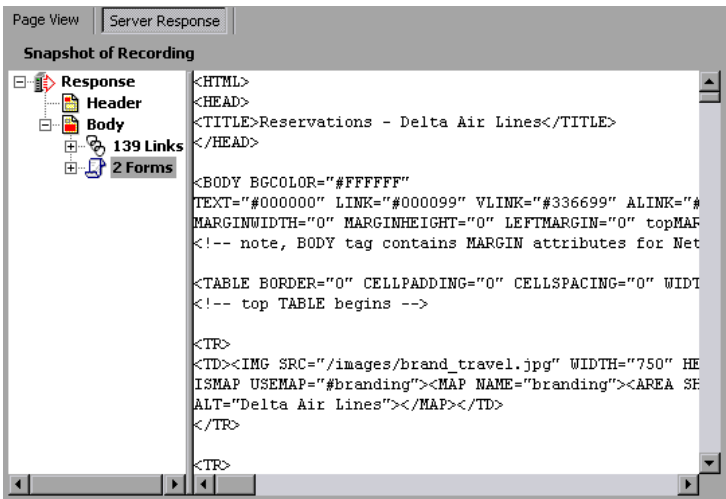 Page View
Server Response
Snapshot of Recording
Response
Header
Body
139 Links
2 Forms
<HTML>
<HEAD>
<TITLE>Reservations - Delta Air Lines</TITLE>
</HEAD>
<BODY BGCOLOR="#FFFFFF"
TEXT="#000000" LINK="#000099" VLINK="#336699" ALINK="#
MARGINWIDTH="0" MARGINHEIGHT="0" LEFTMARGIN="0" topMAR
<!-- note, BODY tag contains MARGIN attributes for Net
<TABLE BORDER="0" CELLPADDING="0" CELLSPACING="0" WIDT
<!-- top TABLE begins -->
<TR>
<TD><IMG SRC="/images/brand_travel.jpg" WIDTH="750" HE
ISMAP USEMAP="#branding"><MAP NAME="branding"><AREA SH
ALT="Delta Air Lines"></MAP></TD>
</TR>
<TR>